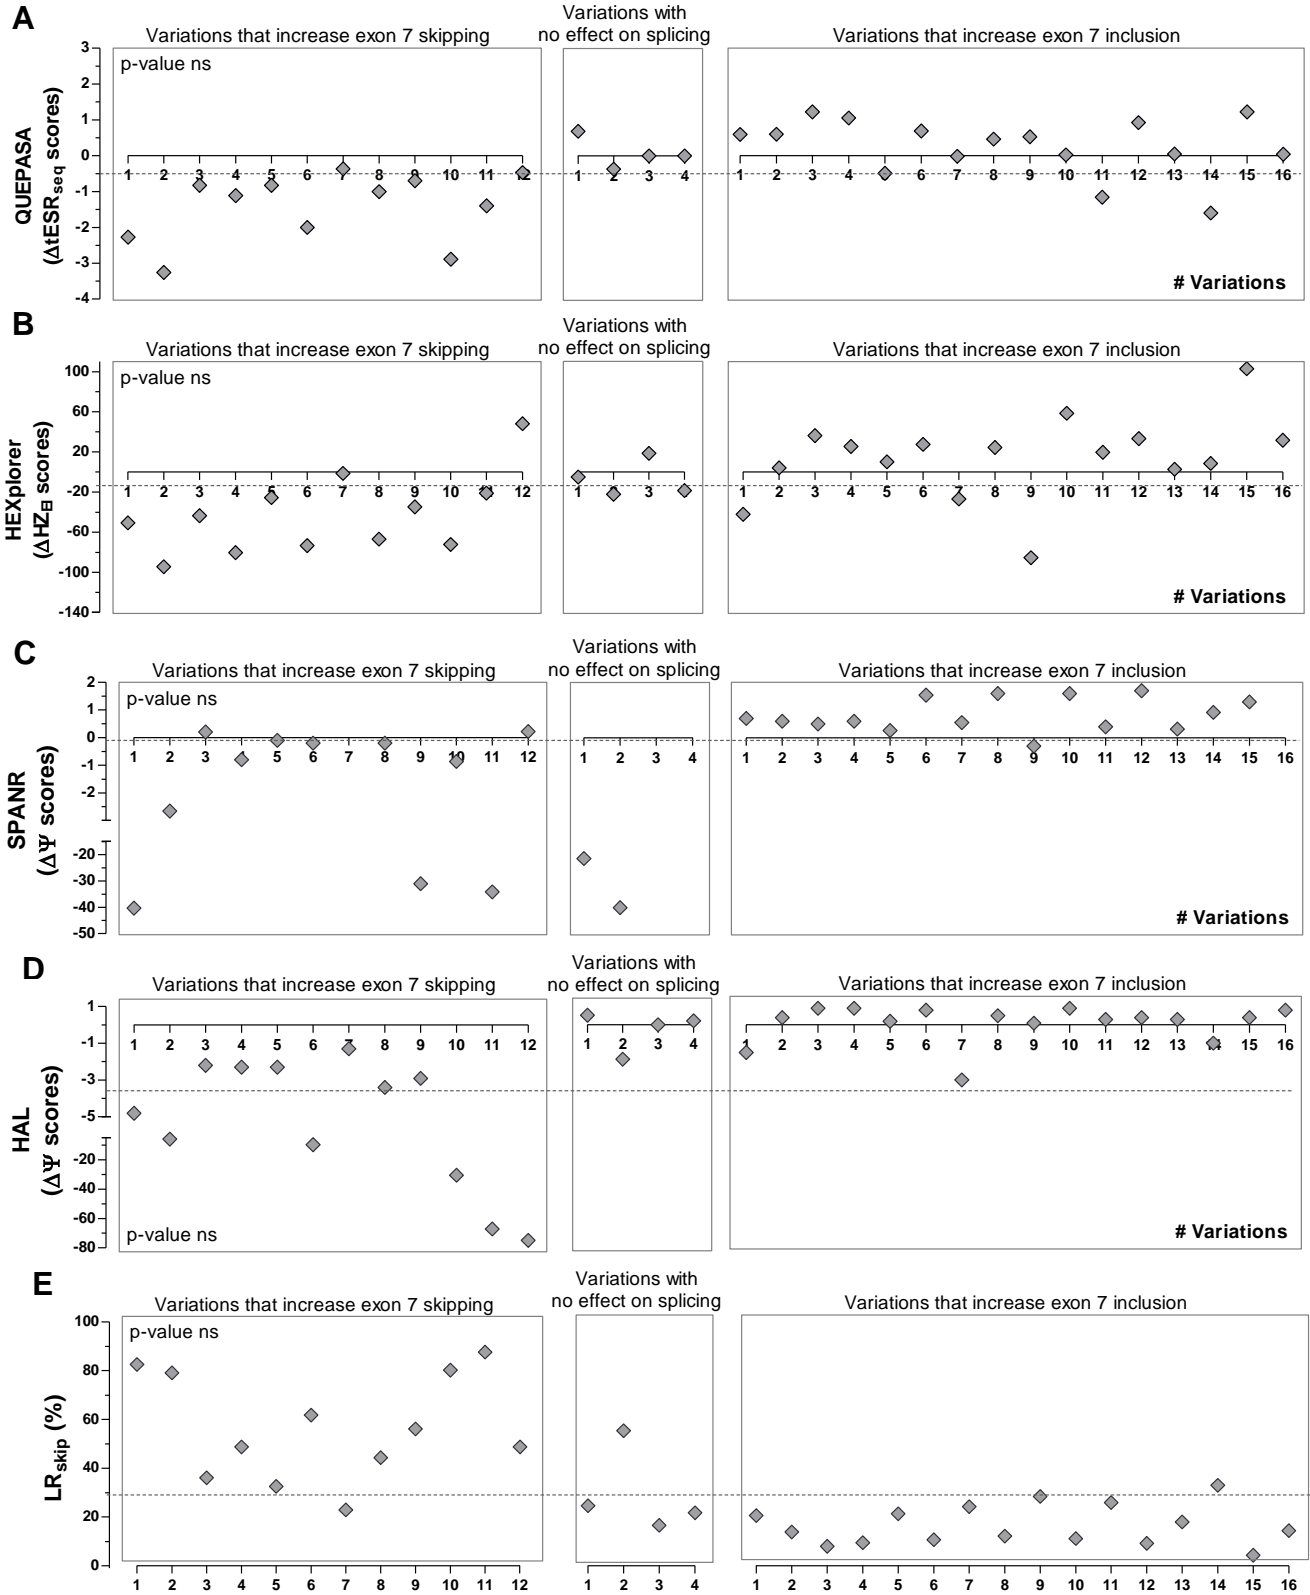 A
Variations that increase exon 7 skipping
Variations with
no effect on splicing
Variations that increase exon 7 inclusion
p-value ns
QUEPASA
(ΔtESRseq scores)
3
2
1
0
-1
-2
-3
-4
1 2 3 4 5 6 7 8 9 10 11 12
1 2 3 4
1 2 3 4 5 6 7 8 9 10 11 12 13 14 15 16
# Variations
B
Variations that increase exon 7 skipping
Variations with
no effect on splicing
Variations that increase exon 7 inclusion
p-value ns
HEXplorer
(ΔHZEI scores)
100
60
20
-20
-60
-100
-140
1 2 3 4 5 6 7 8 9 10 11 12
1 2 3 4
1 2 3 4 5 6 7 8 9 10 11 12 13 14 15 16
# Variations
C
Variations that increase exon 7 skipping
Variations with
no effect on splicing
Variations that increase exon 7 inclusion
p-value ns
SPANR
(ΔΨ scores)
2
1
0
-1
-2
-20
-30
-40
-50
1 2 3 4 5 6 8 9 10 11 12
1 2 3 4
1 2 3 4 5 6 7 8 9 10 11 12 13 14 15 16
# Variations
D
Variations that increase exon 7 skipping
Variations with
no effect on splicing
Variations that increase exon 7 inclusion
HAL
(ΔΨ scores)
1
-1
-3
-5
-20
-40
-60
-80
1 2 3 4 5 6 7 8 9 10 11 12
1 2 3 4
1 2 3 4 5 6 7 8 9 10 11 12 13 14 15 16
p-value ns
# Variations
E
Variations that increase exon 7 skipping
Variations with
no effect on splicing
Variations that increase exon 7 inclusion
p-value ns
LRskip (%)
100
80
60
40
20
0
1 2 3 4 5 6 7 8 9 10 11 12
1 2 3 4
1 2 3 4 5 6 7 8 9 10 11 12 13 14 15 16